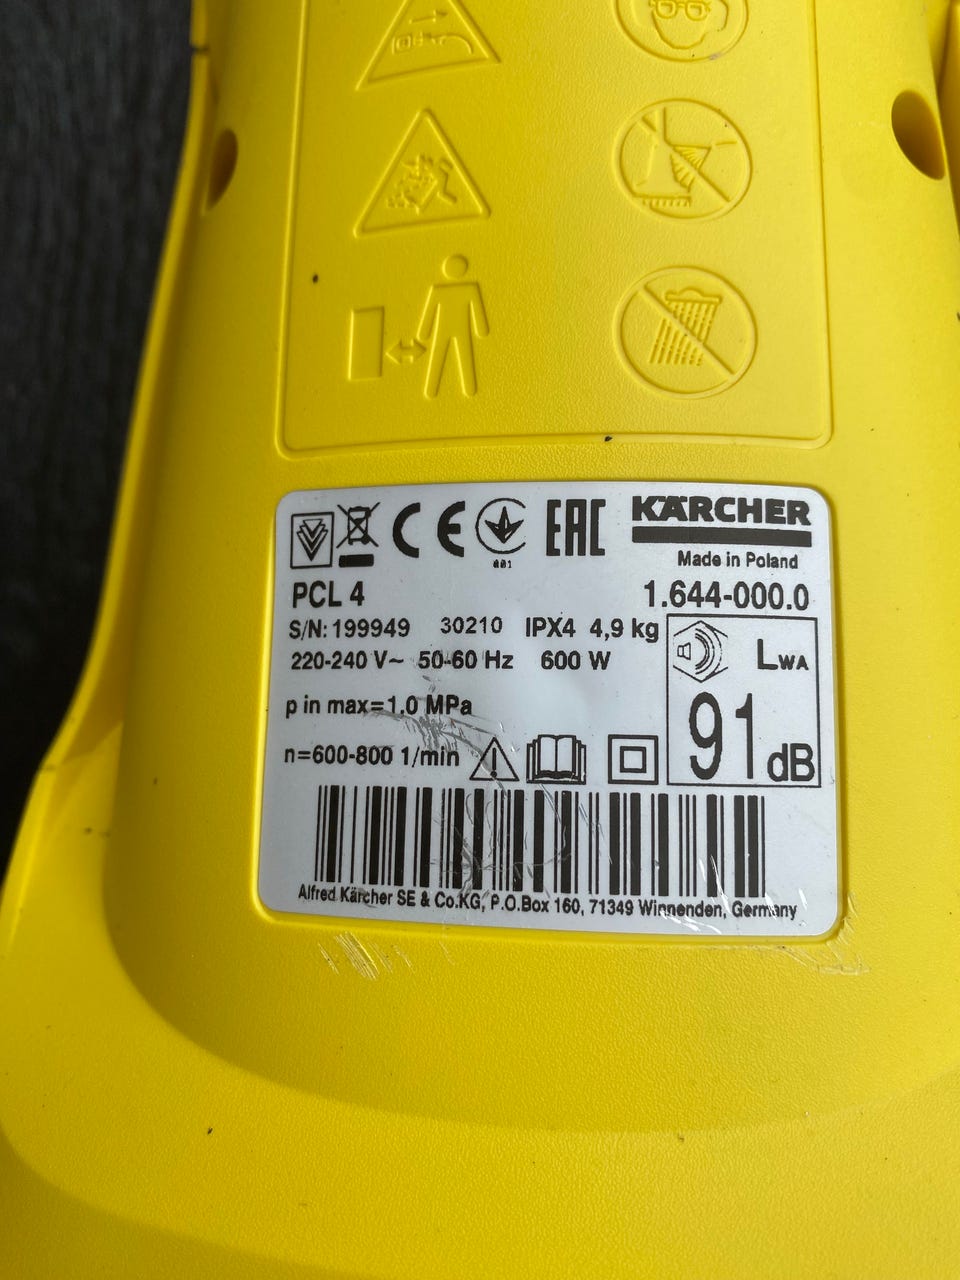 CE
001
EAC
KÄRCHER
Made in Poland
PCL 4
1.644-000.0
S/N: 199949 30210 IPX4 4,9 kg
220-240 V~ 50-60 Hz 600 W
LWA
p in max=1.0 MPa
91 dB
n=600-800 1/min
Alfred Kärcher SE & Co.KG, P.O.Box 160, 71349 Winnenden, Germany